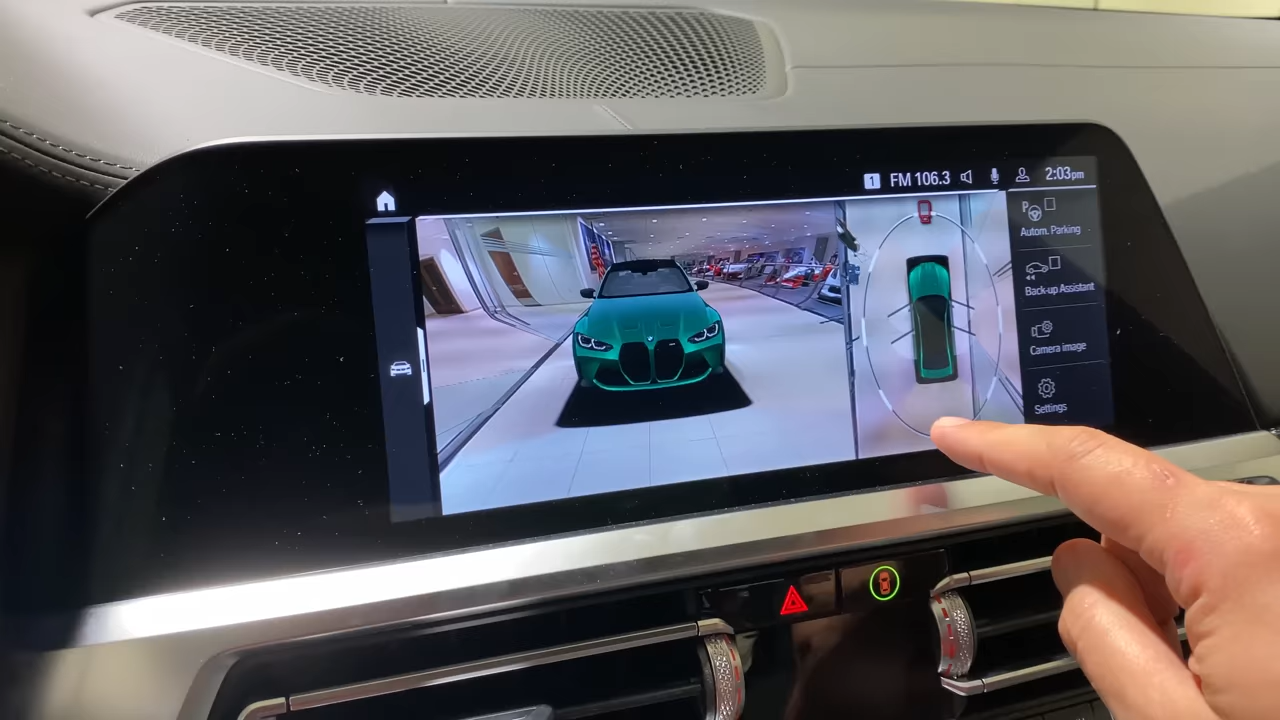 1 FM 106.3 2:03pm
P
Autom. Parking
Back-up Assistant
Camera image
Settings